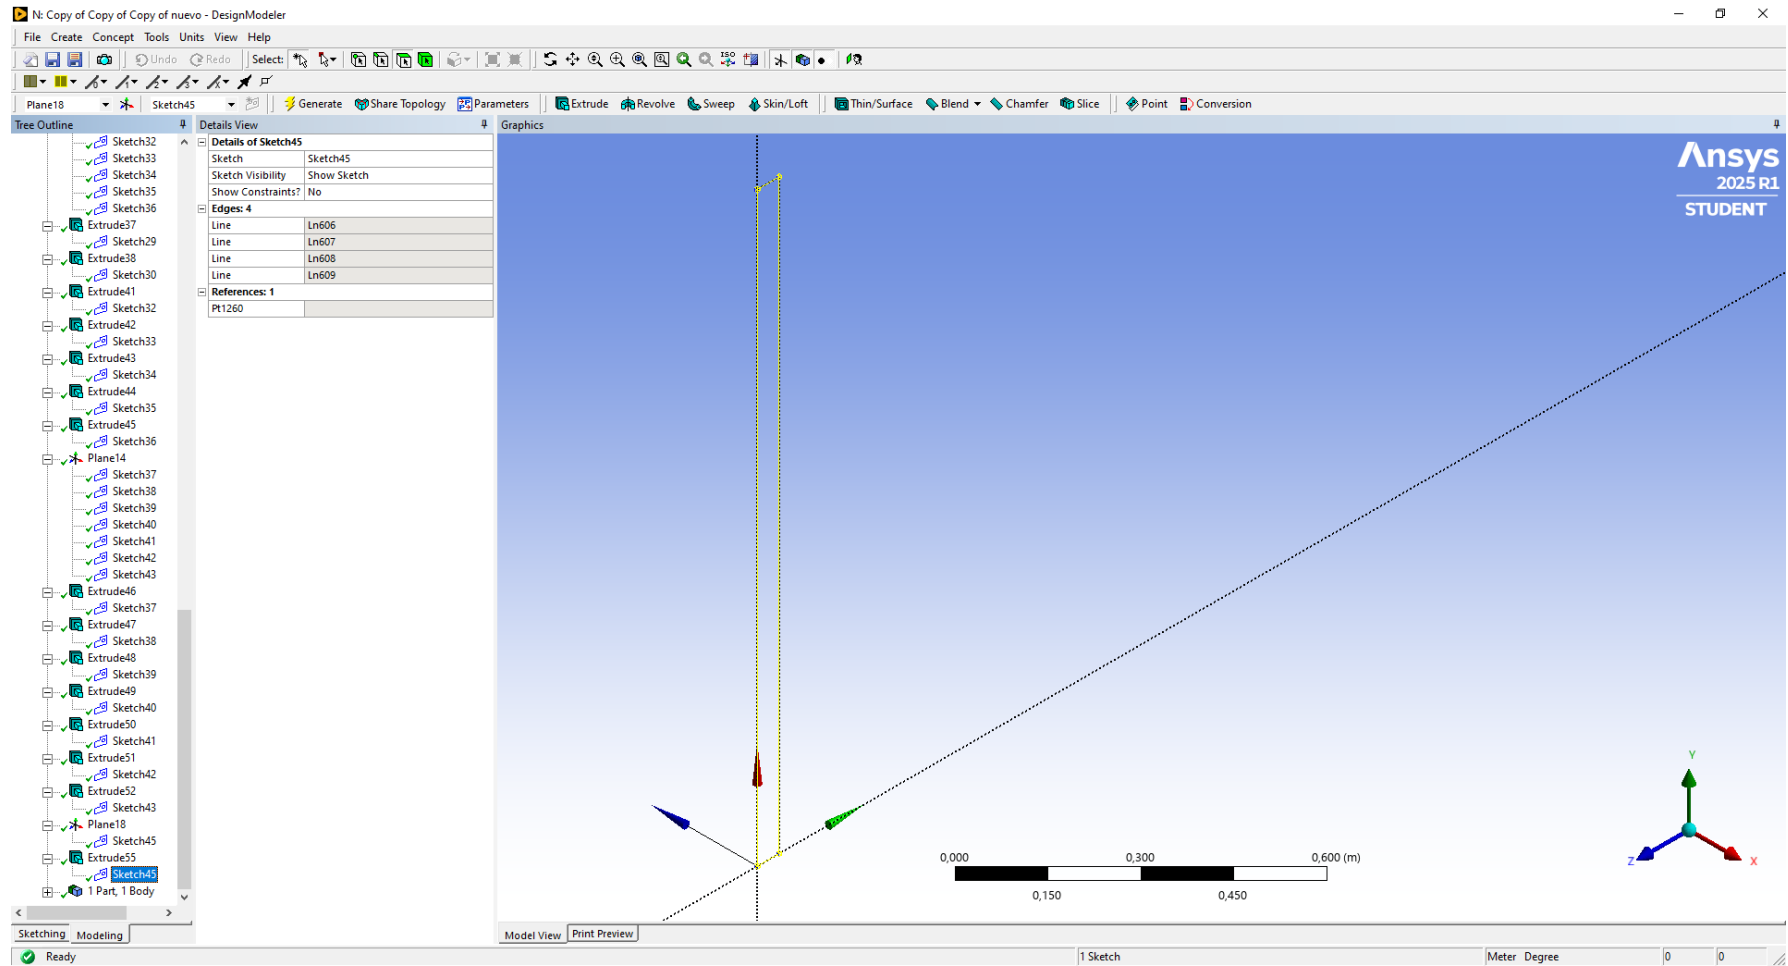 N: Copy of Copy of Copy of nuevo - DesignModeler
File Create Concept Tools Units View Help
Undo Redo Select: ISO
Plane18 Sketch45 Generate Share Topology Parameters Extrude Revolve Sweep Skin/Loft Thin/Surface Blend Chamfer Slice Point Conversion
Tree Outline
Sketch32
Sketch33
Sketch34
Sketch35
Sketch36
Extrude37
Sketch29
Extrude38
Sketch30
Extrude41
Sketch32
Extrude42
Sketch33
Extrude43
Sketch34
Extrude44
Sketch35
Extrude45
Sketch36
Plane14
Sketch37
Sketch38
Sketch39
Sketch40
Sketch41
Sketch42
Sketch43
Extrude46
Sketch37
Extrude47
Sketch38
Extrude48
Sketch39
Extrude49
Sketch40
Extrude50
Sketch41
Extrude51
Sketch42
Extrude52
Sketch43
Plane18
Sketch45
Extrude55
Sketch45
1 Part, 1 Body
Sketching Modeling
Details View
Details of Sketch45
Sketch Sketch45
Sketch Visibility Show Sketch
Show Constraints? No
Edges: 4
Line Ln606
Line Ln607
Line Ln608
Line Ln609
References: 1
Pt1260
Graphics
Ansys
2025 R1
STUDENT
0,000 0,300 0,600 (m)
0,150 0,450
Y
Z X
Model View Print Preview
Ready 1 Sketch Meter Degree 0 0